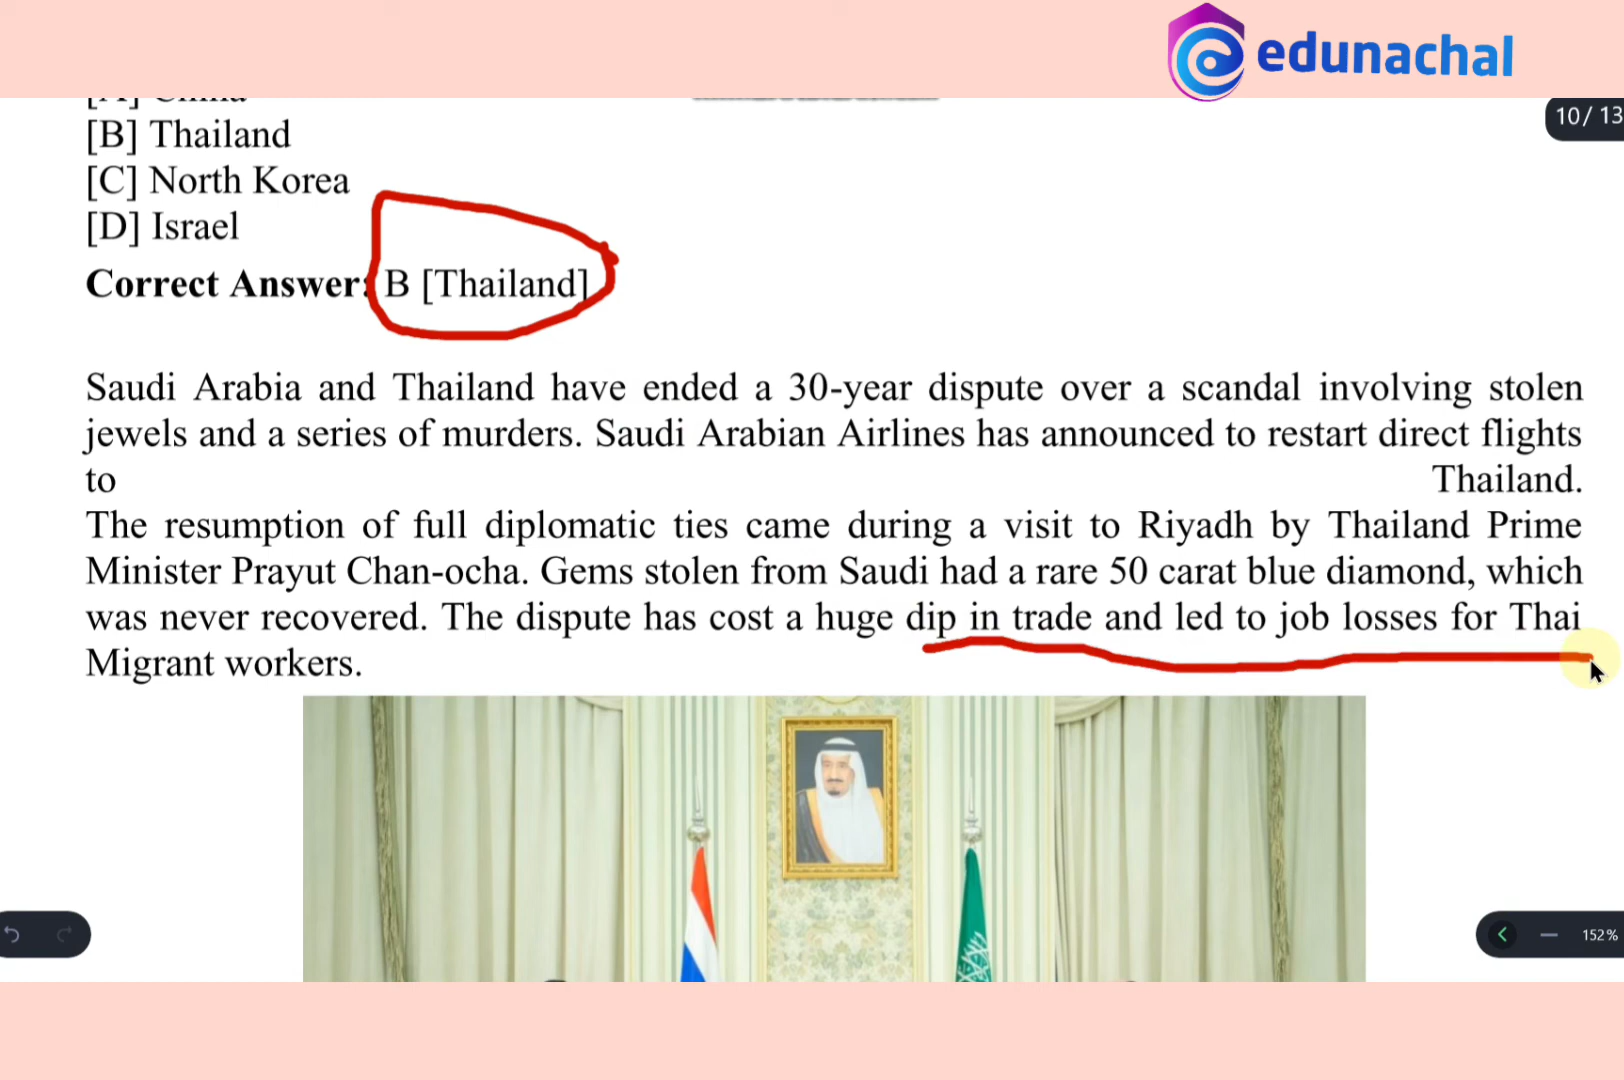 edunachal
10/ 13
[A] China
[B] Thailand
[C] North Korea
[D] Israel
Correct Answer: B [Thailand]
Saudi Arabia and Thailand have ended a 30-year dispute over a scandal involving stolen
jewels and a series of murders. Saudi Arabian Airlines has announced to restart direct flights
to Thailand.
The resumption of full diplomatic ties came during a visit to Riyadh by Thailand Prime
Minister Prayut Chan-ocha. Gems stolen from Saudi had a rare 50 carat blue diamond, which
was never recovered. The dispute has cost a huge dip in trade and led to job losses for Thai
Migrant workers.
152%